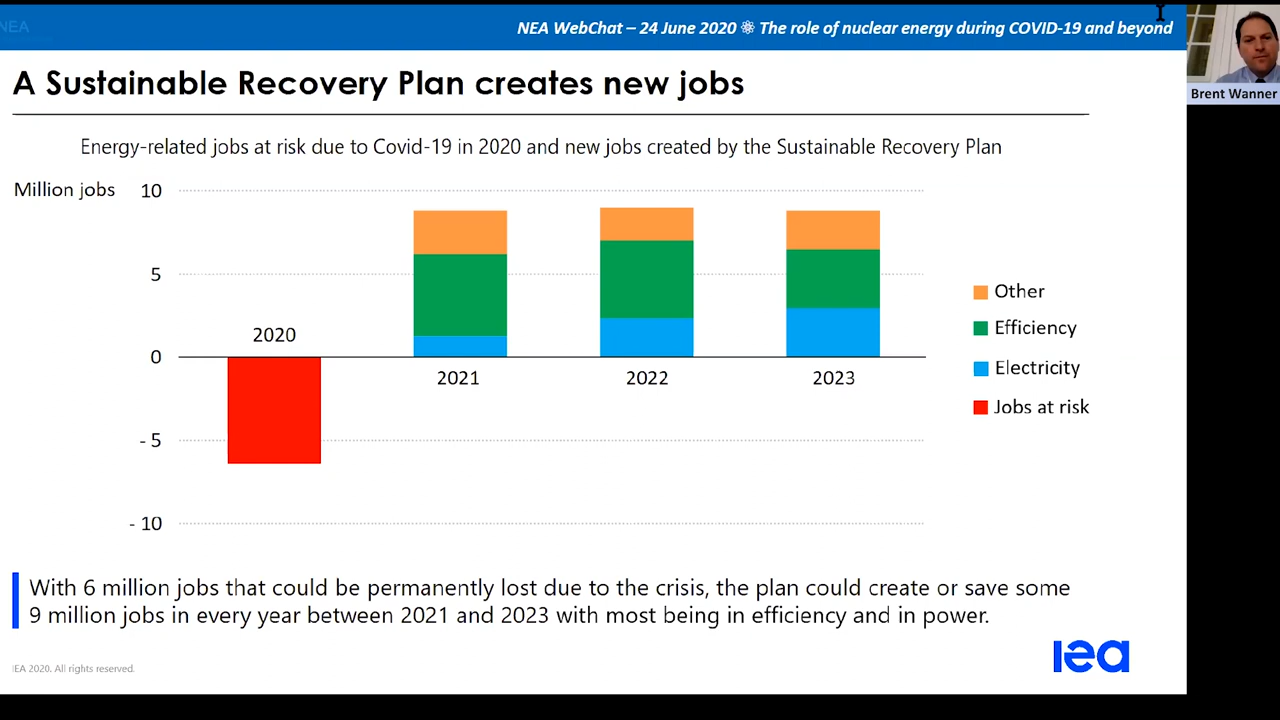 NEA
NEA WebChat – 24 June 2020 ⚛ The role of nuclear energy during COVID-19 and beyond
Brent Wanner
A Sustainable Recovery Plan creates new jobs
Energy-related jobs at risk due to Covid-19 in 2020 and new jobs created by the Sustainable Recovery Plan
Million jobs
10
5
0
- 5
- 10
2020
2021
2022
2023
Other
Efficiency
Electricity
Jobs at risk
With 6 million jobs that could be permanently lost due to the crisis, the plan could create or save some
9 million jobs in every year between 2021 and 2023 with most being in efficiency and in power.
iea
IEA 2020. All rights reserved.